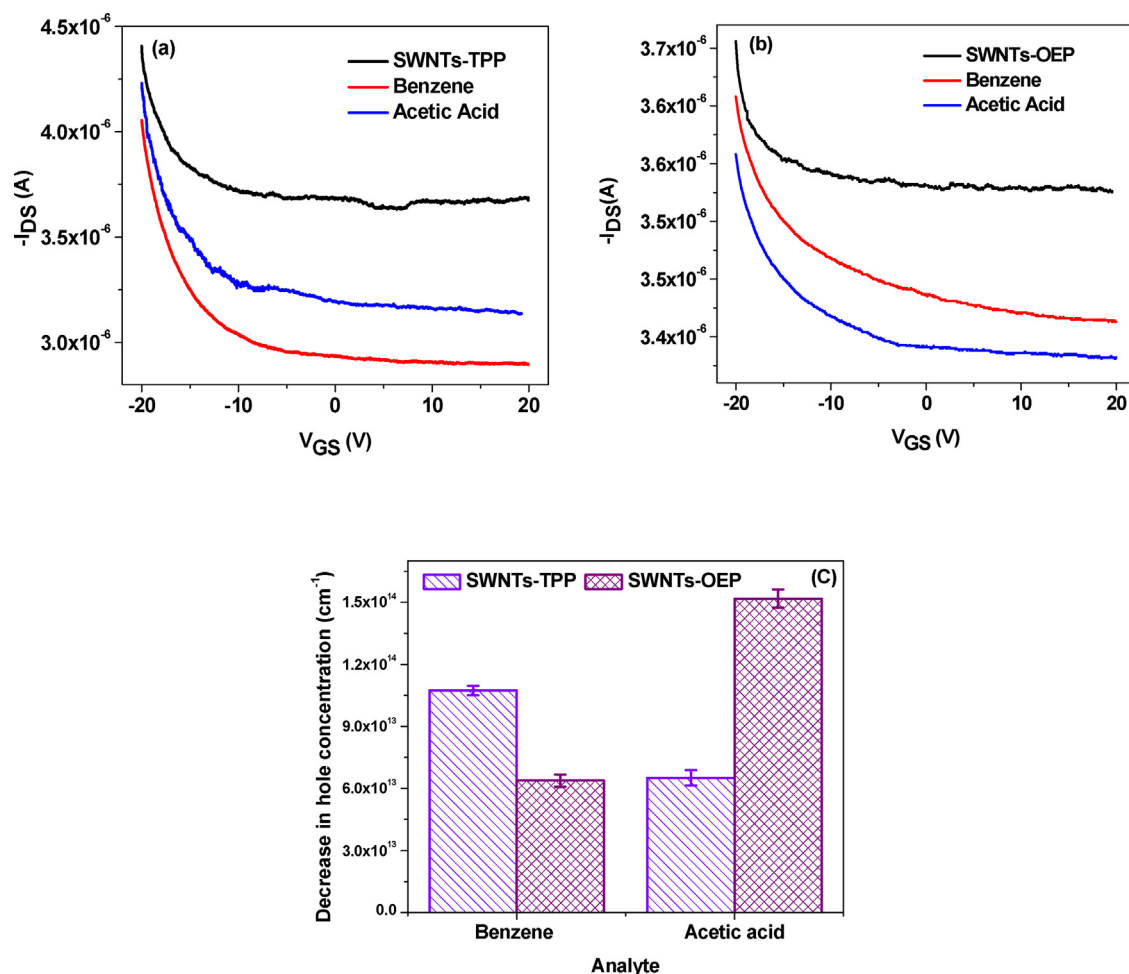 (a)
SWNTs-TPP
Benzene
Acetic Acid
4.5x10⁻⁶
4.0x10⁻⁶
3.5x10⁻⁶
3.0x10⁻⁶
-I_DS (A)
-20 -10 0 10 20
V_GS (V)
(b)
SWNTs-OEP
Benzene
Acetic Acid
3.7x10⁻⁶
3.6x10⁻⁶
3.6x10⁻⁶
3.5x10⁻⁶
3.5x10⁻⁶
3.4x10⁻⁶
-I_DS(A)
-20 -10 0 10 20
V_GS (V)
SWNTs-TPP SWNTs-OEP (C)
1.5x10¹⁴
1.2x10¹⁴
9.0x10¹³
6.0x10¹³
3.0x10¹³
0.0
Decrease in hole concentration (cm⁻¹)
Benzene Acetic acid
Analyte